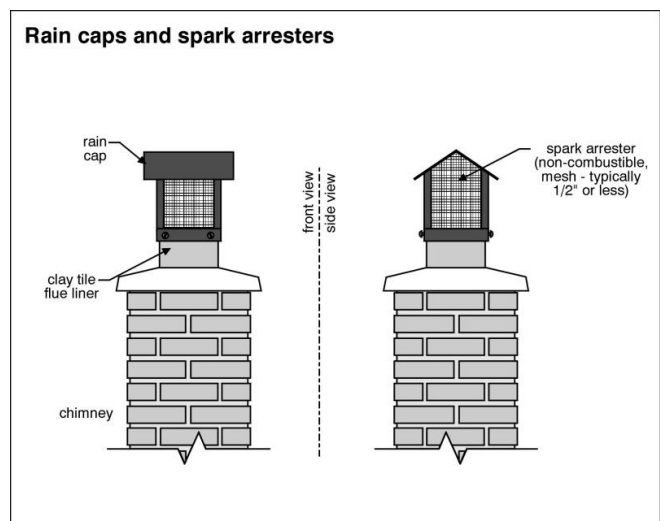 Rain caps and spark arresters
rain
cap
clay tile
flue liner
chimney
front view
side view
spark arrester
(non-combustible,
mesh - typically
1/2" or less)